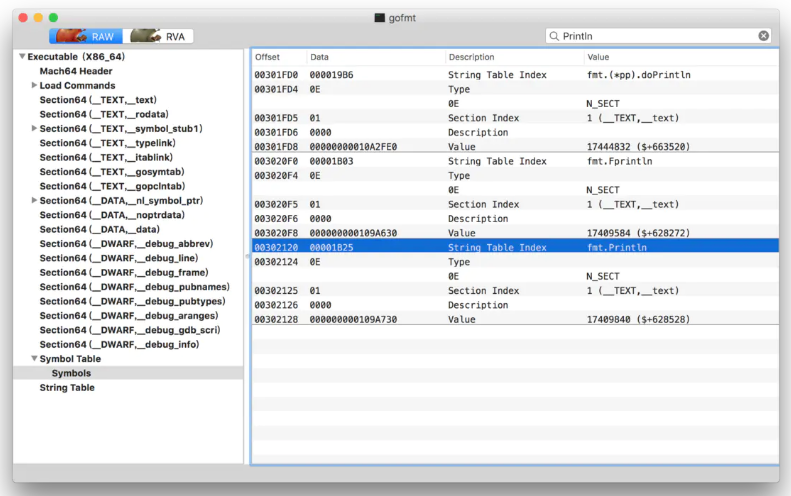 gofmt
RAW RVA
Println
Executable (X86_64)
Mach64 Header
Load Commands
Section64 (__TEXT,__text)
Section64 (__TEXT,__rodata)
Section64 (__TEXT,__symbol_stub1)
Section64 (__TEXT,__typelink)
Section64 (__TEXT,__itablink)
Section64 (__TEXT,__gosymtab)
Section64 (__TEXT,__gopclntab)
Section64 (__DATA,__nl_symbol_ptr)
Section64 (__DATA,__noptrdata)
Section64 (__DATA,__data)
Section64 (__DWARF,__debug_abbrev)
Section64 (__DWARF,__debug_line)
Section64 (__DWARF,__debug_frame)
Section64 (__DWARF,__debug_pubnames)
Section64 (__DWARF,__debug_pubtypes)
Section64 (__DWARF,__debug_aranges)
Section64 (__DWARF,__debug_gdb_scri)
Section64 (__DWARF,__debug_info)
Symbol Table
Symbols
String Table
Offset Data Description Value
00301FD0 000019B6 String Table Index fmt.(*pp).doPrintln
00301FD4 0E Type
0E N_SECT
00301FD5 01 Section Index 1 (__TEXT,__text)
00301FD6 0000 Description
00301FD8 00000000010A2FE0 Value 17444832 ($+663520)
003020F0 00001B03 String Table Index fmt.Fprintln
003020F4 0E Type
0E N_SECT
003020F5 01 Section Index 1 (__TEXT,__text)
003020F6 0000 Description
003020F8 000000000109A630 Value 17409584 ($+628272)
00302120 00001B25 String Table Index fmt.Println
00302124 0E Type
0E N_SECT
00302125 01 Section Index 1 (__TEXT,__text)
00302126 0000 Description
00302128 000000000109A730 Value 17409840 ($+628528)